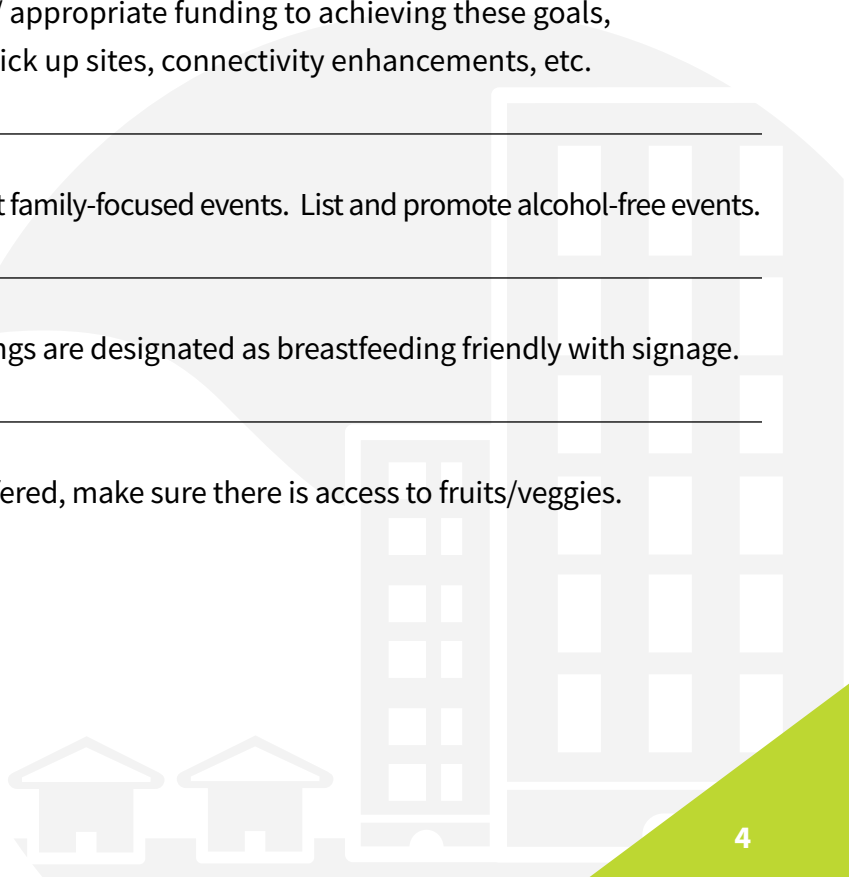 / appropriate funding to achieving these goals,
ick up sites, connectivity enhancements, etc.
t family-focused events. List and promote alcohol-free events.
ngs are designated as breastfeeding friendly with signage.
ered, make sure there is access to fruits/veggies.
4